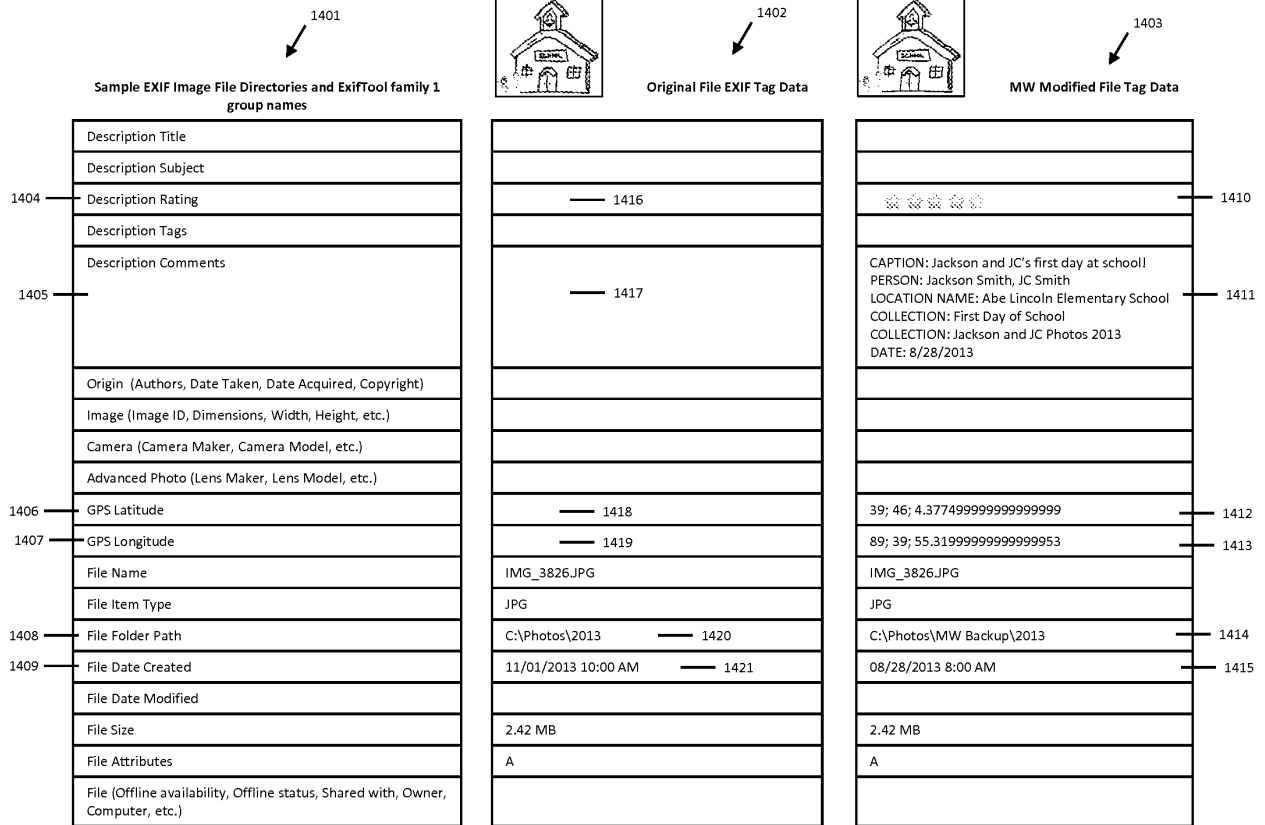 1401
1402
1403
SCHOOL
SCHOOL
Sample EXIF Image File Directories and ExifTool family 1
group names
Original File EXIF Tag Data
MW Modified File Tag Data
Description Title
Description Subject
1404 Description Rating 1416 1410
Description Tags
Description Comments
1405
1417
CAPTION: Jackson and JC's first day at school!
PERSON: Jackson Smith, JC Smith
LOCATION NAME: Abe Lincoln Elementary School
COLLECTION: First Day of School
COLLECTION: Jackson and JC Photos 2013
DATE: 8/28/2013
1411
Origin (Authors, Date Taken, Date Acquired, Copyright)
Image (Image ID, Dimensions, Width, Height, etc.)
Camera (Camera Maker, Camera Model, etc.)
Advanced Photo (Lens Maker, Lens Model, etc.)
1406 GPS Latitude 1418 39; 46; 4.377499999999999999 1412
1407 GPS Longitude 1419 89; 39; 55.31999999999999953 1413
File Name IMG_3826.JPG IMG_3826.JPG
File Item Type JPG JPG
1408 File Folder Path C:\Photos\2013 1420 C:\Photos\MW Backup\2013 1414
1409 File Date Created 11/01/2013 10:00 AM 1421 08/28/2013 8:00 AM 1415
File Date Modified
File Size 2.42 MB 2.42 MB
File Attributes A A
File (Offline availability, Offline status, Shared with, Owner,
Computer, etc.)